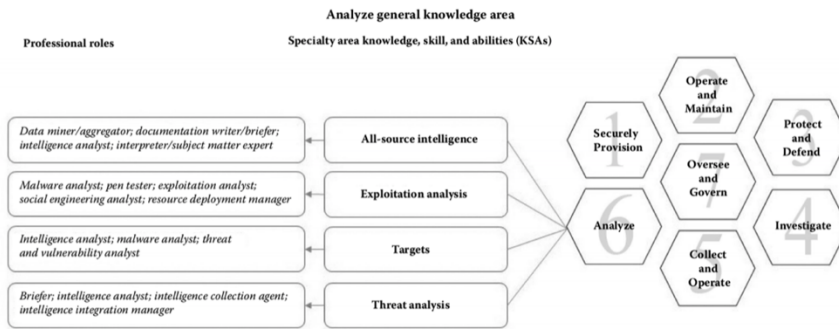 Analyze general knowledge area
Professional roles
Specialty area knowledge, skill, and abilities (KSAs)
Data miner/aggregator; documentation writer/briefer;
intelligence analyst; interpreter/subject matter expert
All-source intelligence
Malware analyst; pen tester; exploitation analyst;
social engineering analyst; resource deployment manager
Exploitation analysis
Intelligence analyst; malware analyst; threat
and vulnerability analyst
Targets
Briefer; intelligence analyst; intelligence collection agent;
intelligence integration manager
Threat analysis
1
Securely
Provision
2
Operate
and
Maintain
3
Protect
and
Defend
7
Oversee
and
Govern
6
Analyze
4
Investigate
5
Collect
and
Operate